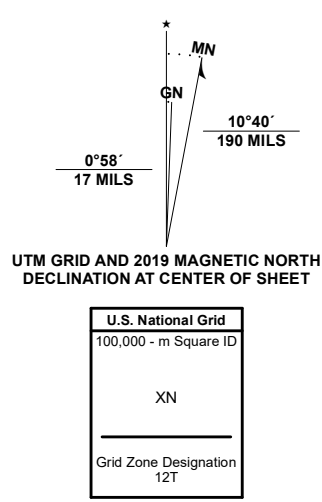 ★
MN
GN
10°40´
190 MILS
0°58´
17 MILS
UTM GRID AND 2019 MAGNETIC NORTH
DECLINATION AT CENTER OF SHEET
U.S. National Grid
100,000 - m Square ID
XN
Grid Zone Designation
12T